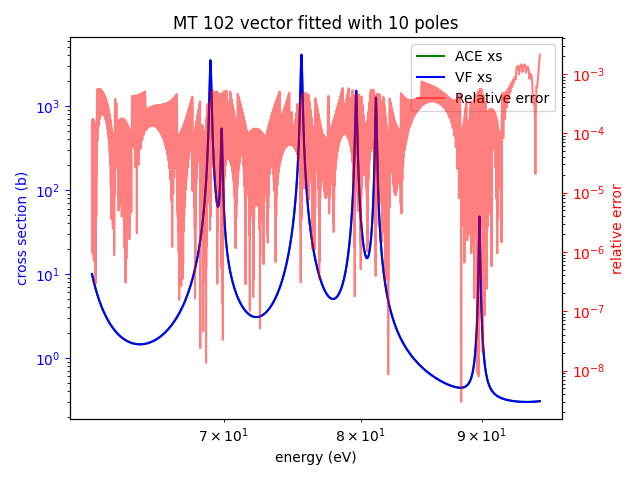 MT 102 vector fitted with 10 poles
ACE xs
VF xs
Relative error
cross section (b)
10³
10²
10¹
10⁰
10⁻³
10⁻⁴
10⁻⁵
10⁻⁶
10⁻⁷
10⁻⁸
relative error
7 × 10¹
8 × 10¹
9 × 10¹
energy (eV)